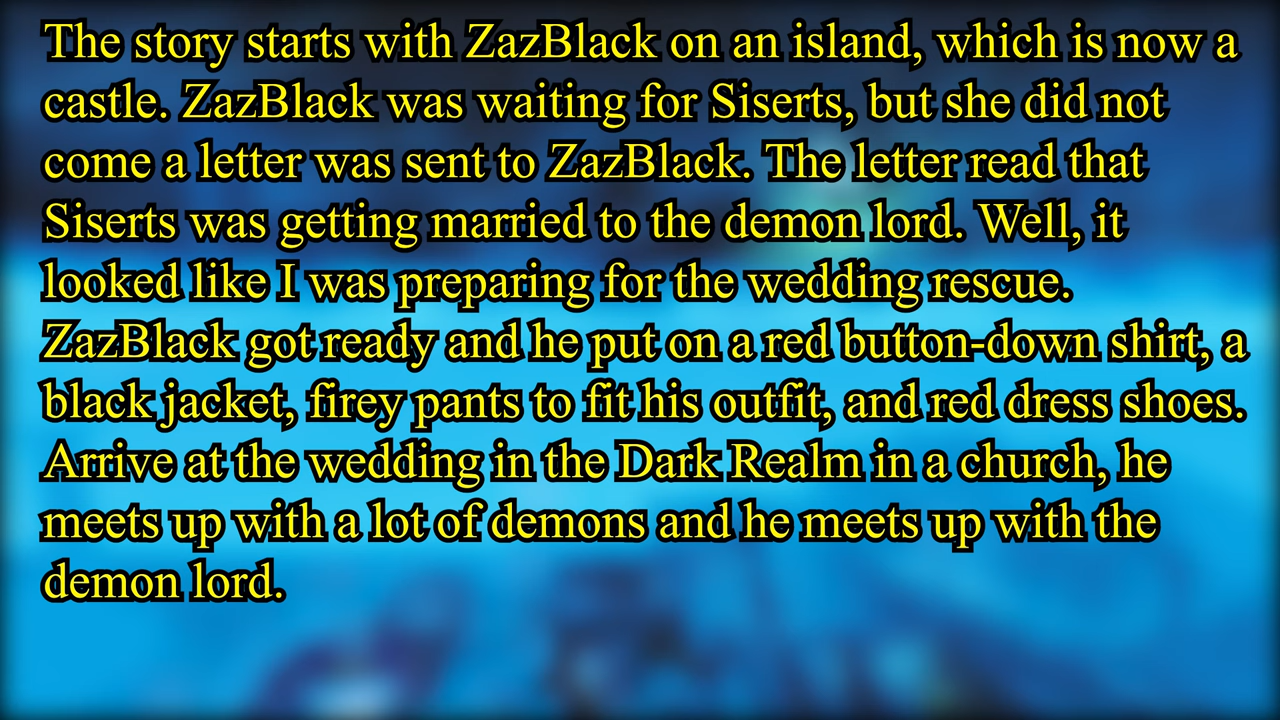 The story starts with ZazBlack on an island, which is now a
castle. ZazBlack was waiting for Siserts, but she did not
come a letter was sent to ZazBlack. The letter read that
Siserts was getting married to the demon lord. Well, it
looked like I was preparing for the wedding rescue.
ZazBlack got ready and he put on a red button-down shirt, a
black jacket, firey pants to fit his outfit, and red dress shoes.
Arrive at the wedding in the Dark Realm in a church, he
meets up with a lot of demons and he meets up with the
demon lord.